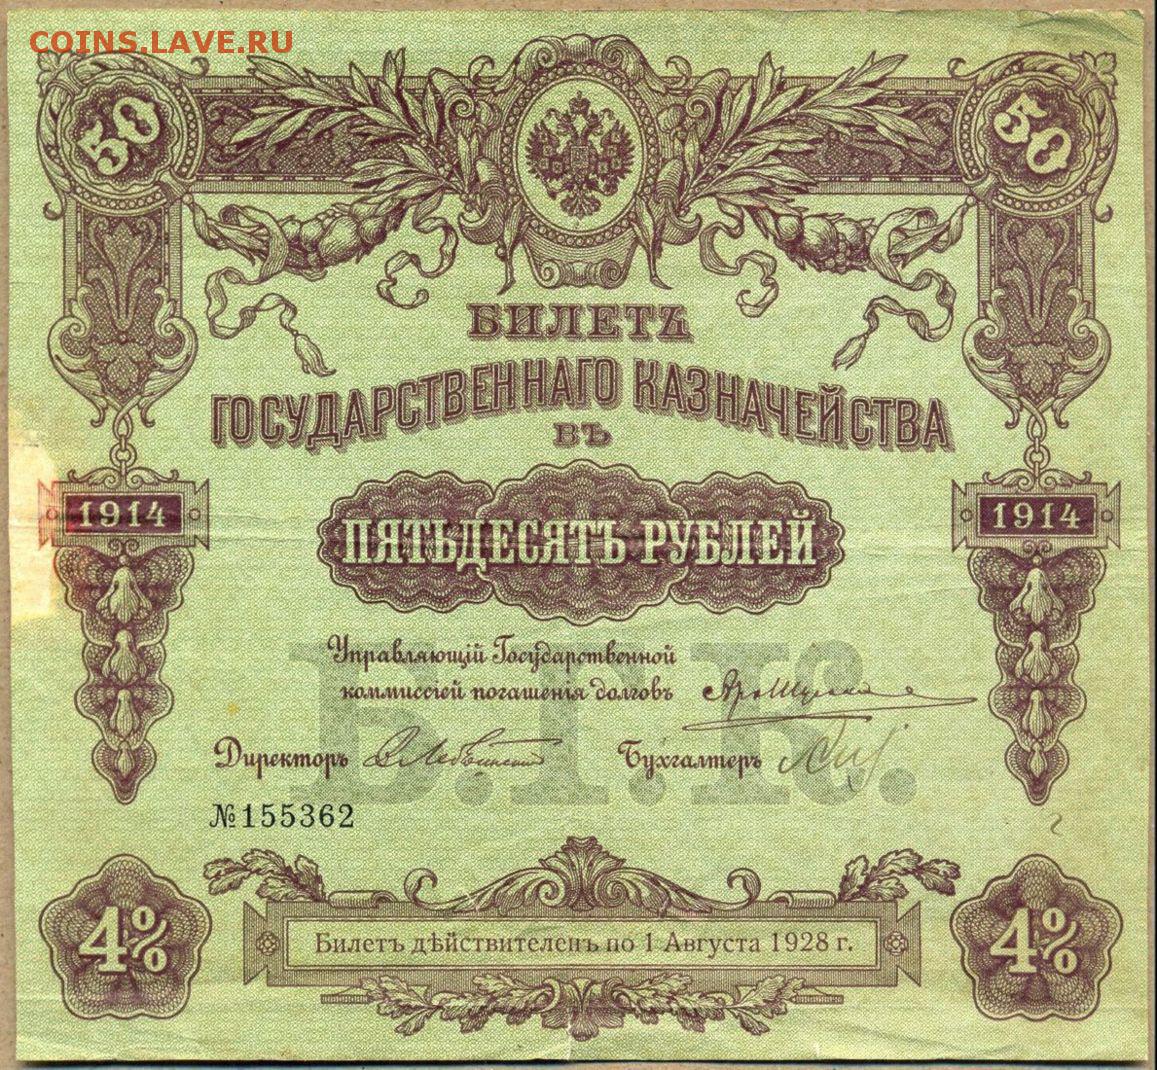 COINS.LAVE.RU
50
50
БИЛЕТЪ
ГОСУДАРСТВЕННАГО КАЗНАЧЕЙСТВА
ВЪ
1914
1914
ПЯТЬДЕСЯТЪ РУБЛЕЙ
Б.Г.К.
Управляющій Государственной
коммиссіей погашенія долговъ
Директоръ
Бухгалтеръ
№155362
4%
Билетъ дѣйствителенъ по 1 Августа 1928 г.
4%